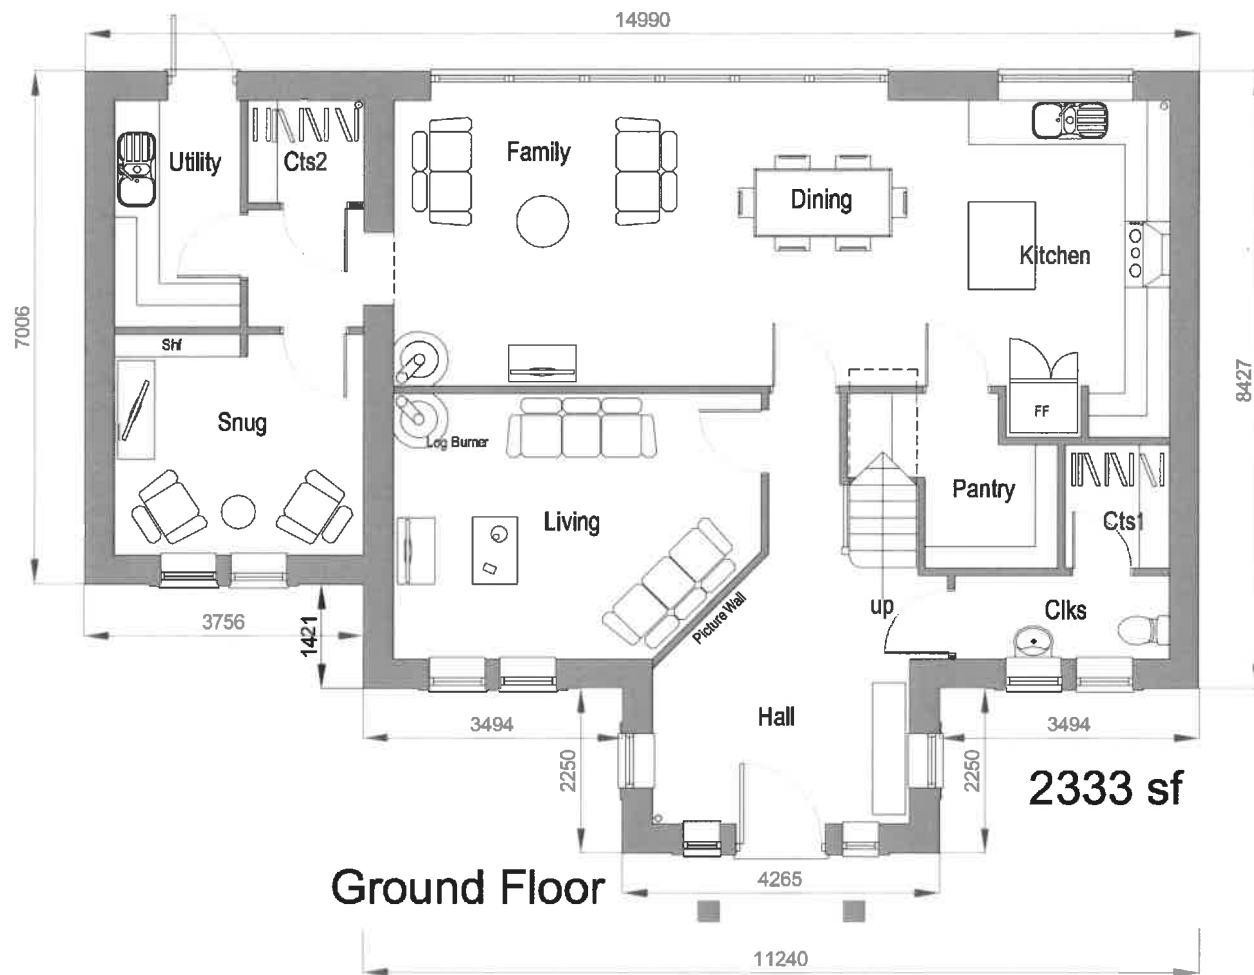 14990
Utility
Cts2
Family
Dining
Kitchen
7006
8427
Shf
Snug
Log Burner
FF
Living
Pantry
Cts1
Picture Wall
up
Clks
3756
1421
Hall
3494
2250
2250
3494
2333 sf
Ground Floor
4265
11240